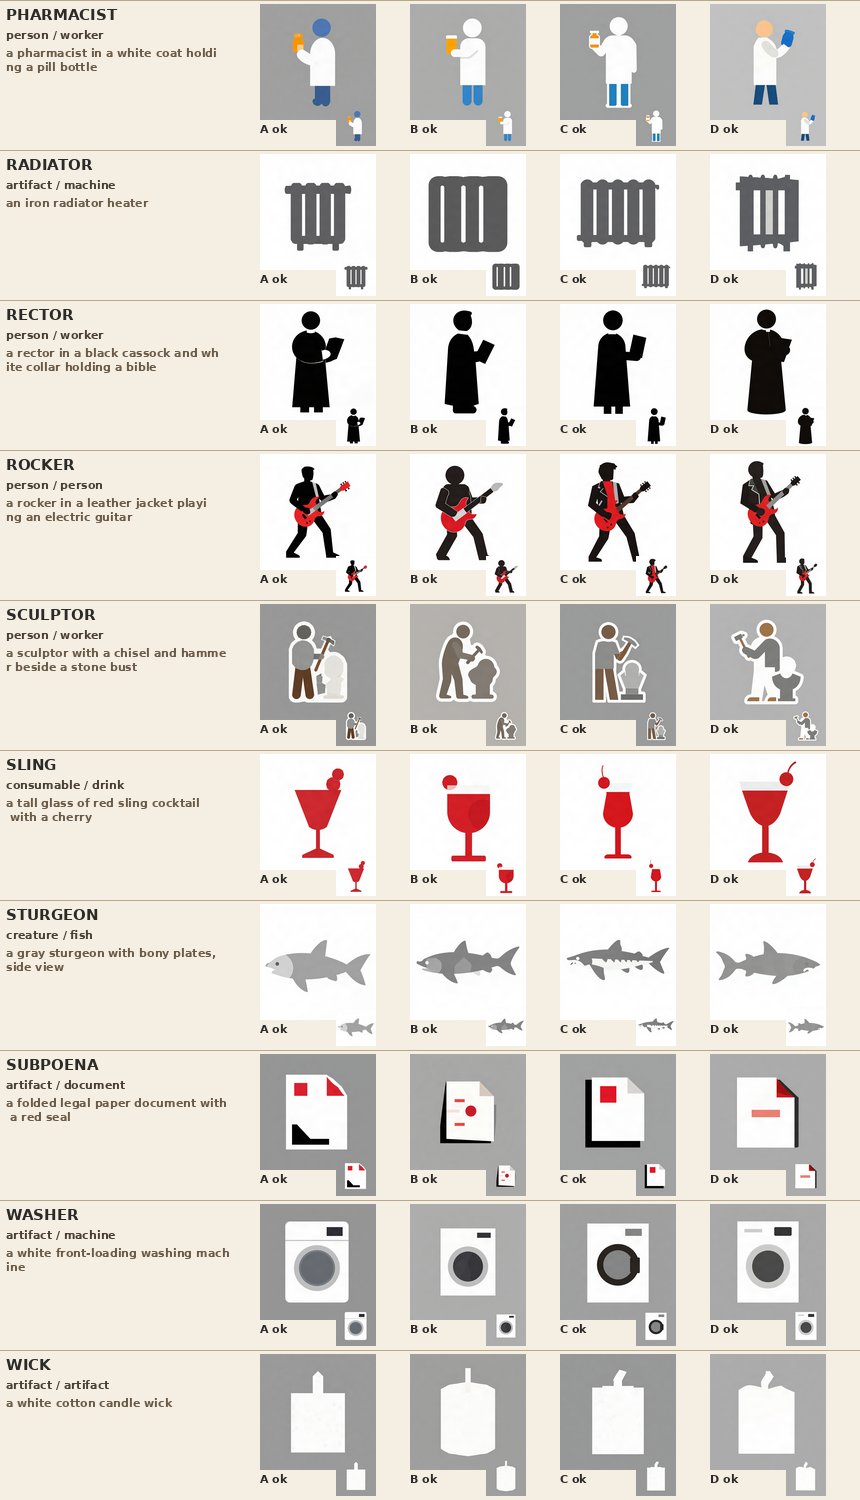 PHARMACIST
person / worker
a pharmacist in a white coat holdi
ng a pill bottle
A ok
B ok
C ok
D ok
RADIATOR
artifact / machine
an iron radiator heater
A ok
B ok
C ok
D ok
RECTOR
person / worker
a rector in a black cassock and wh
ite collar holding a bible
A ok
B ok
C ok
D ok
ROCKER
person / person
a rocker in a leather jacket playi
ng an electric guitar
A ok
B ok
C ok
D ok
SCULPTOR
person / worker
a sculptor with a chisel and hamme
r beside a stone bust
A ok
B ok
C ok
D ok
SLING
consumable / drink
a tall glass of red sling cocktail
with a cherry
A ok
B ok
C ok
D ok
STURGEON
creature / fish
a gray sturgeon with bony plates,
side view
A ok
B ok
C ok
D ok
SUBPOENA
artifact / document
a folded legal paper document with
a red seal
A ok
B ok
C ok
D ok
WASHER
artifact / machine
a white front-loading washing mach
ine
A ok
B ok
C ok
D ok
WICK
artifact / artifact
a white cotton candle wick
A ok
B ok
C ok
D ok